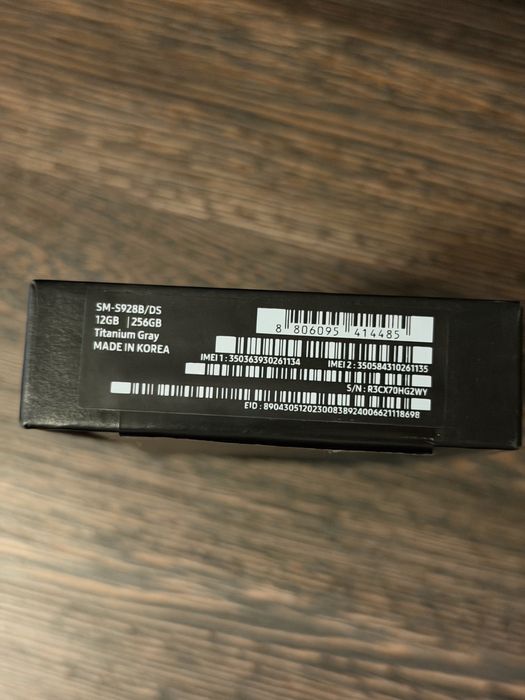 SM-S928B/DS
12GB | 256GB
Titanium Gray
MADE IN KOREA
8 806095 414485
IMEI 1 : 350363930261134
IMEI 2 : 350584310261135
S/N : R3CX70HG2WY
EID : 89043051202300838924006621118698